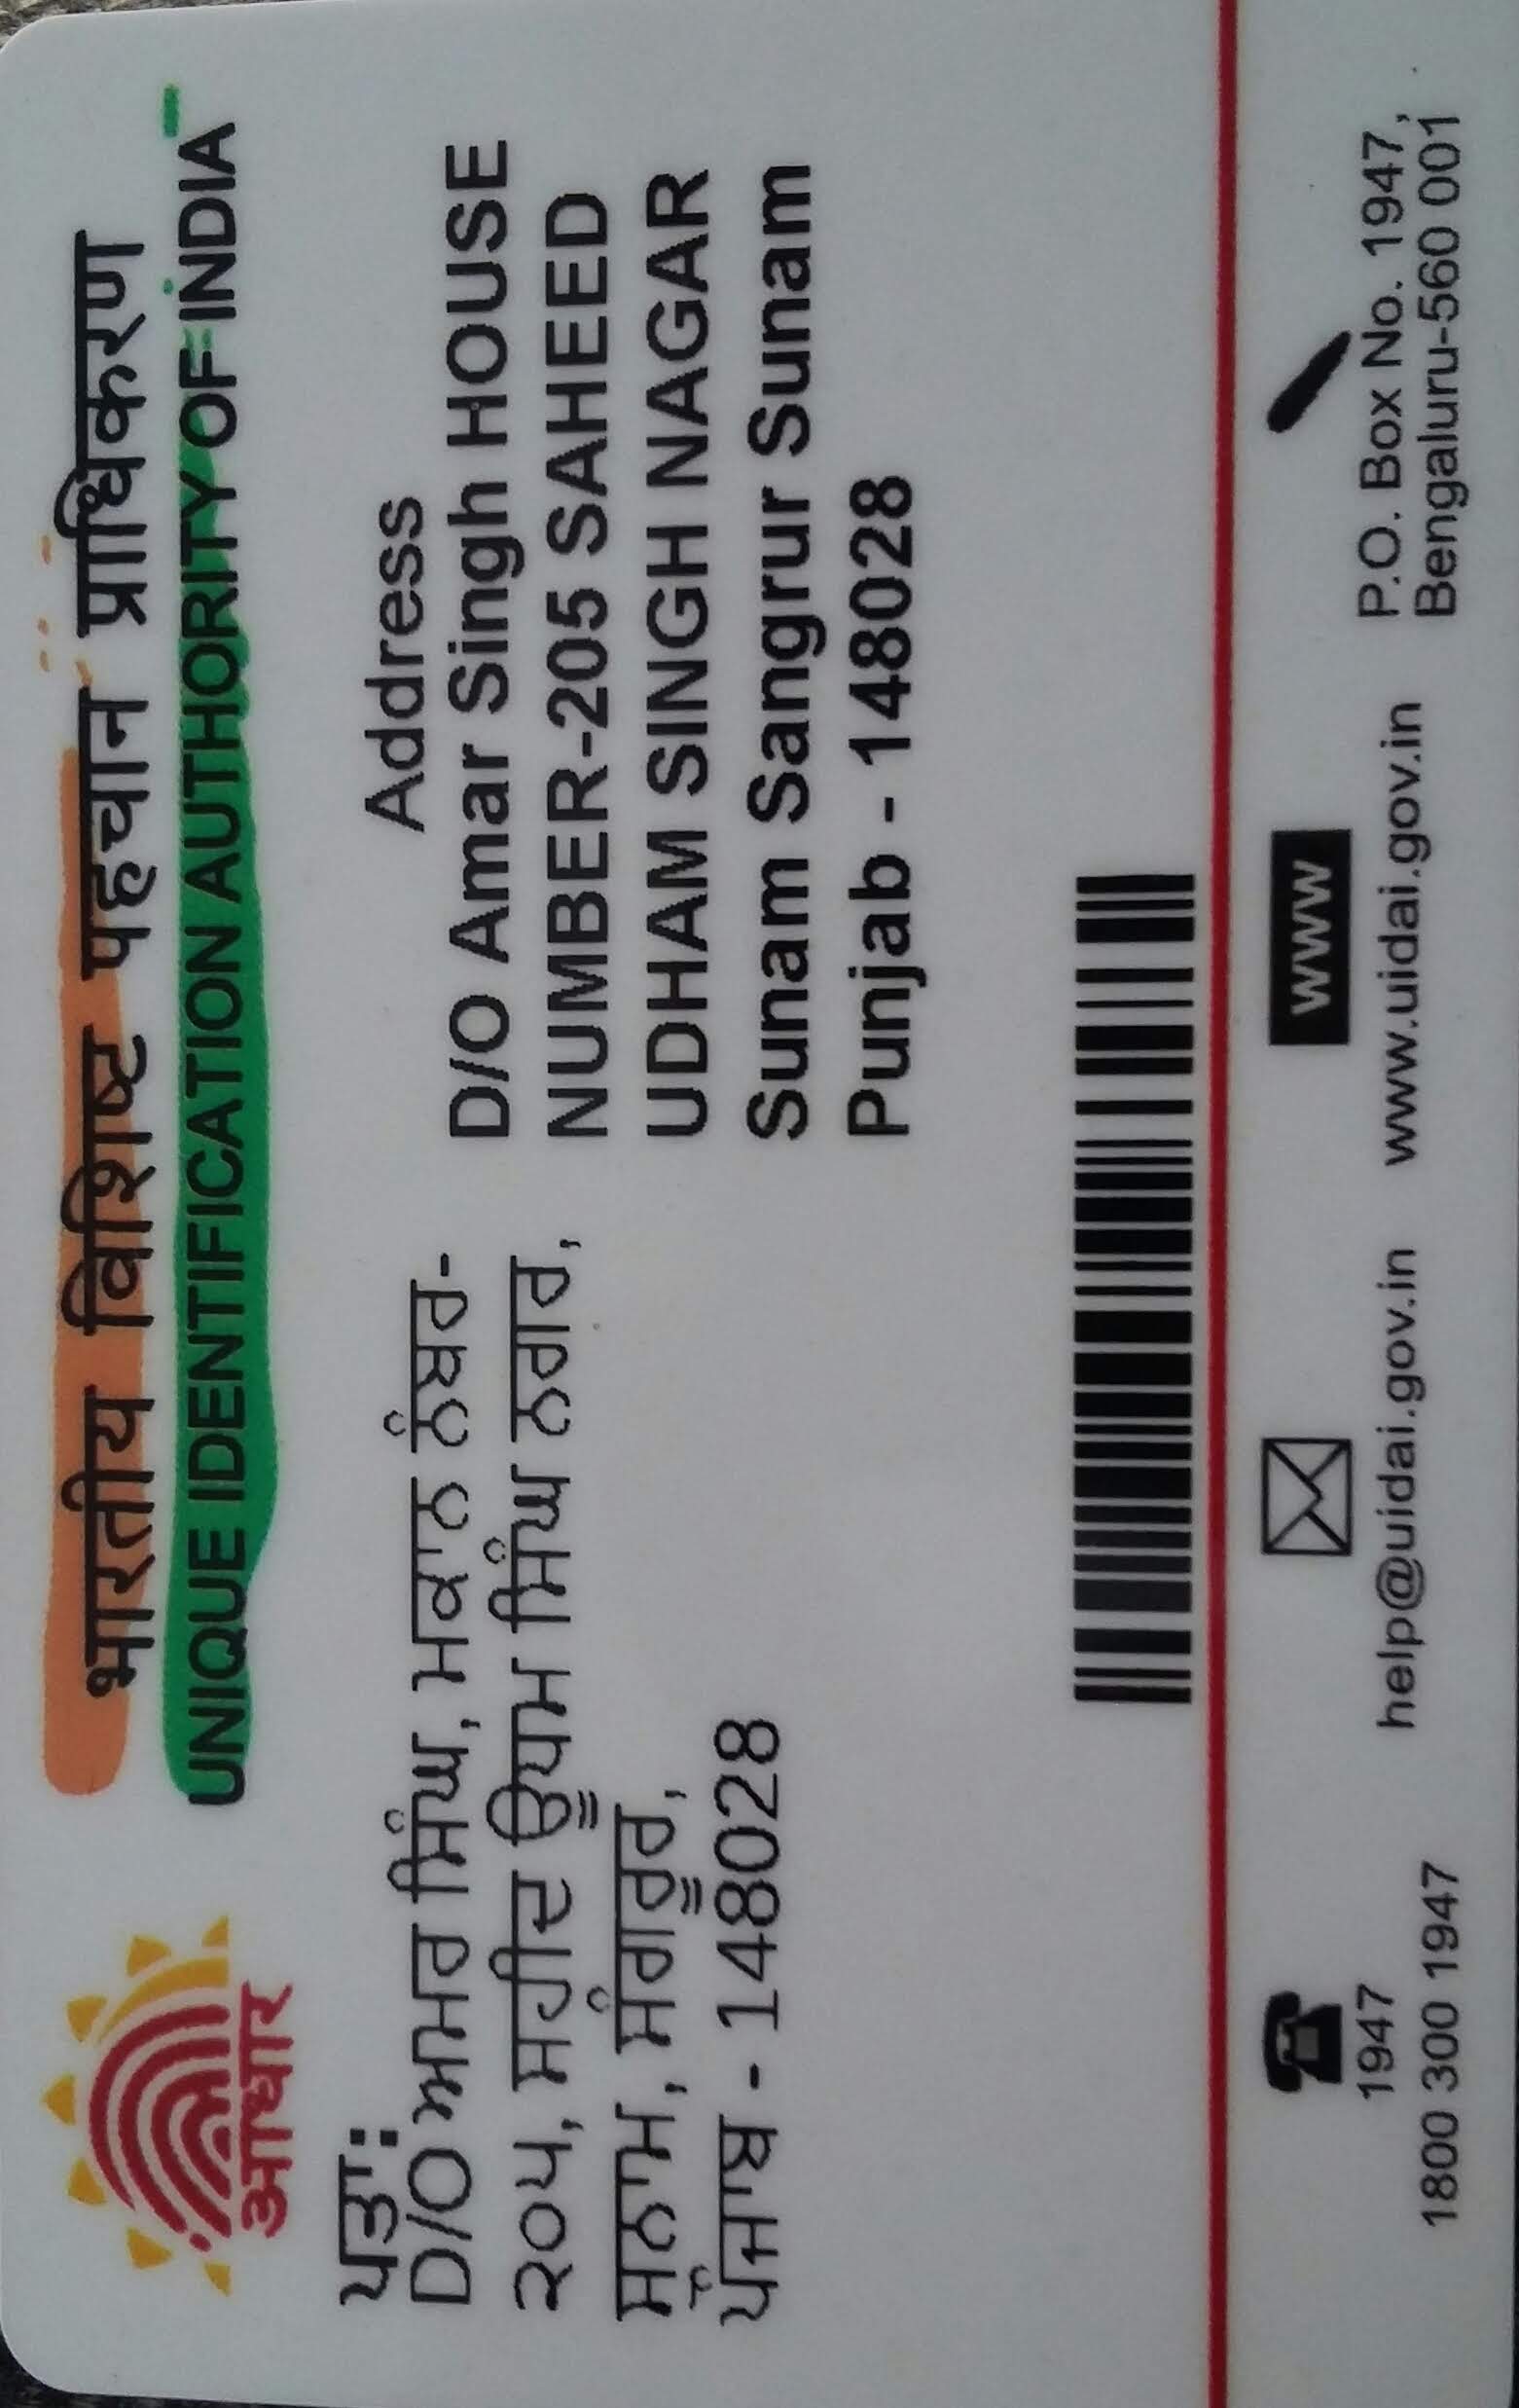 भारतीय विशिष्ट पहचान प्राधिकरण
UNIQUE IDENTIFICATION AUTHORITY OF INDIA
आधार
ਪਤਾ:
D/O ਅਮਰ ਸਿੰਘ, ਮਕਾਨ ਨੰਬਰ-
੨੦੫, ਸਹੀਦ ਊਧਮ ਸਿੰਘ ਨਗਰ,
ਸੁਨਾਮ, ਸੰਗਰੂਰ,
ਪੰਜਾਬ - 148028
Address
D/O Amar Singh HOUSE
NUMBER-205 SAHEED
UDHAM SINGH NAGAR
Sunam Sangrur Sunam
Punjab - 148028
1947
1800 300 1947
help@uidai.gov.in
WWW
www.uidai.gov.in
P.O. Box No. 1947,
Bengaluru-560 001